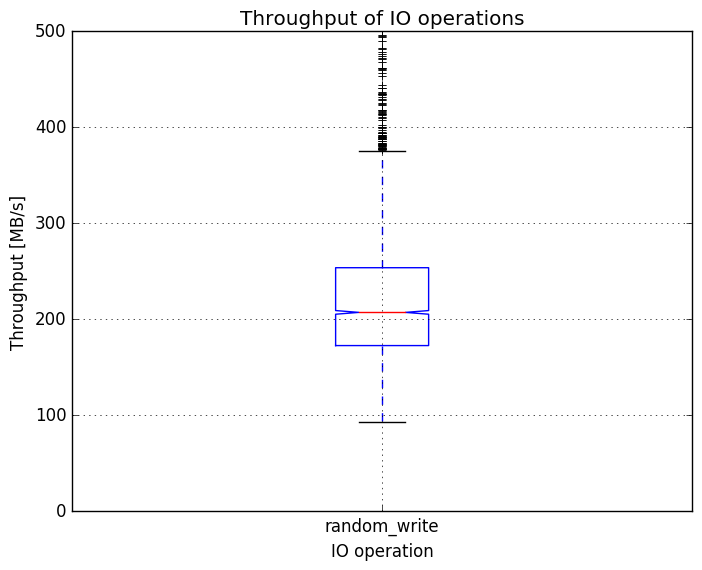 Throughput of IO operations
500
400
300
200
100
0
Throughput [MB/s]
random_write
IO operation